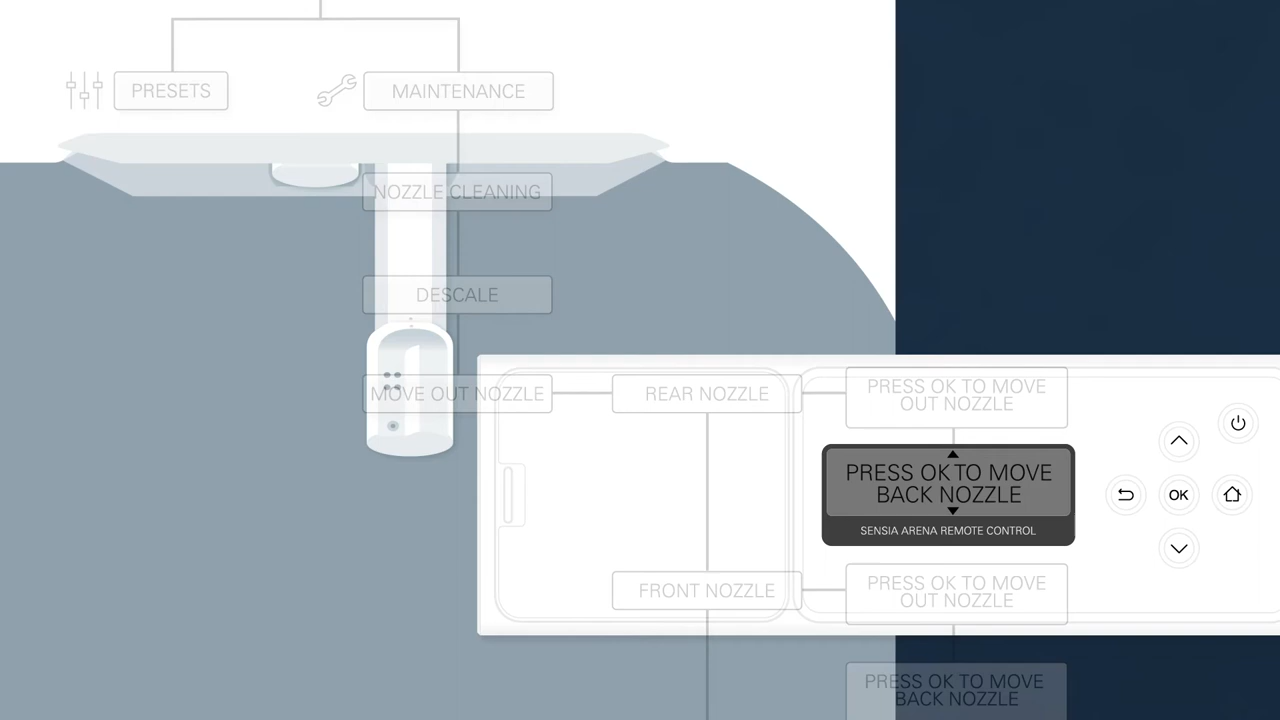 PRESETS
MAINTENANCE
NOZZLE CLEANING
DESCALE
MOVE OUT NOZZLE
REAR NOZZLE
PRESS OK TO MOVE
OUT NOZZLE
PRESS OK TO MOVE
BACK NOZZLE
SENSIA ARENA REMOTE CONTROL
OK
FRONT NOZZLE
PRESS OK TO MOVE
OUT NOZZLE
PRESS OK TO MOVE
BACK NOZZLE